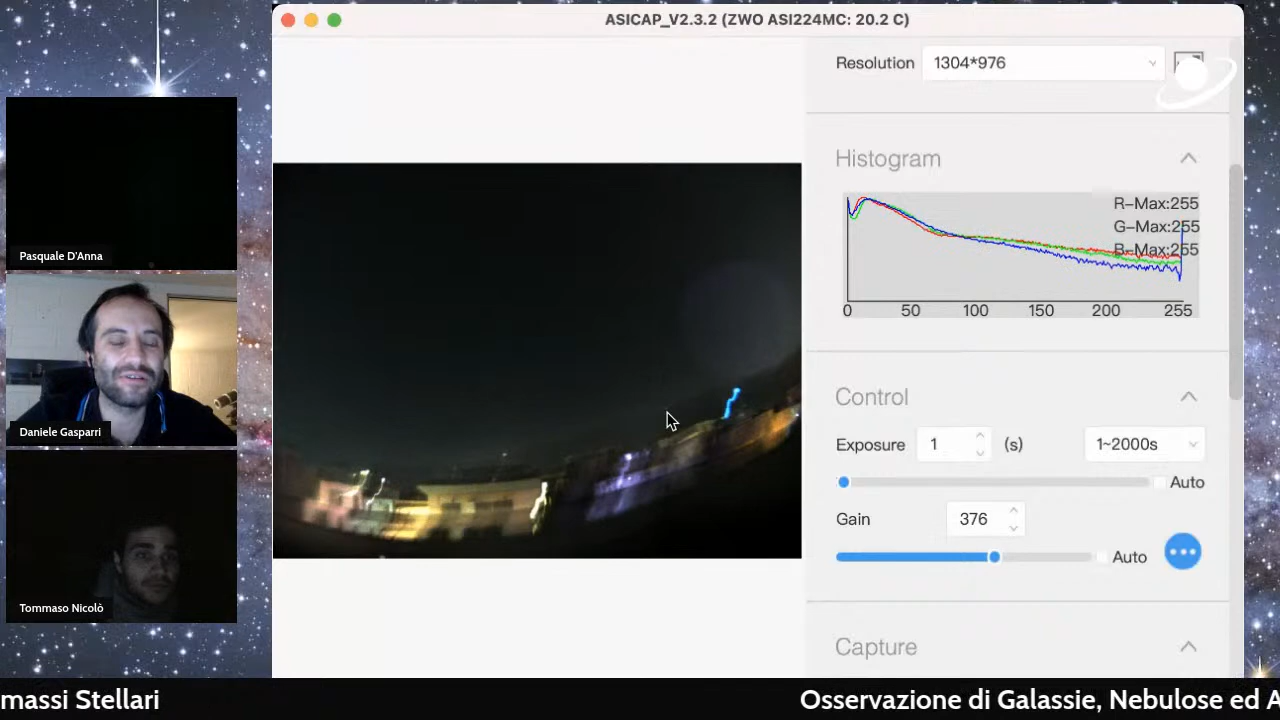 ASICAP_V2.3.2 (ZWO ASI224MC: 20.2 C)
Resolution 1304*976
Histogram
R-Max:255
G-Max:255
B-Max:255
0 50 100 150 200 255
Control
Exposure 1 (s) 1~2000s
Auto
Gain 376
Auto
Capture
Pasquale D'Anna
Daniele Gasparri
Tommaso Nicolò
massi Stellari Osservazione di Galassie, Nebulose ed A